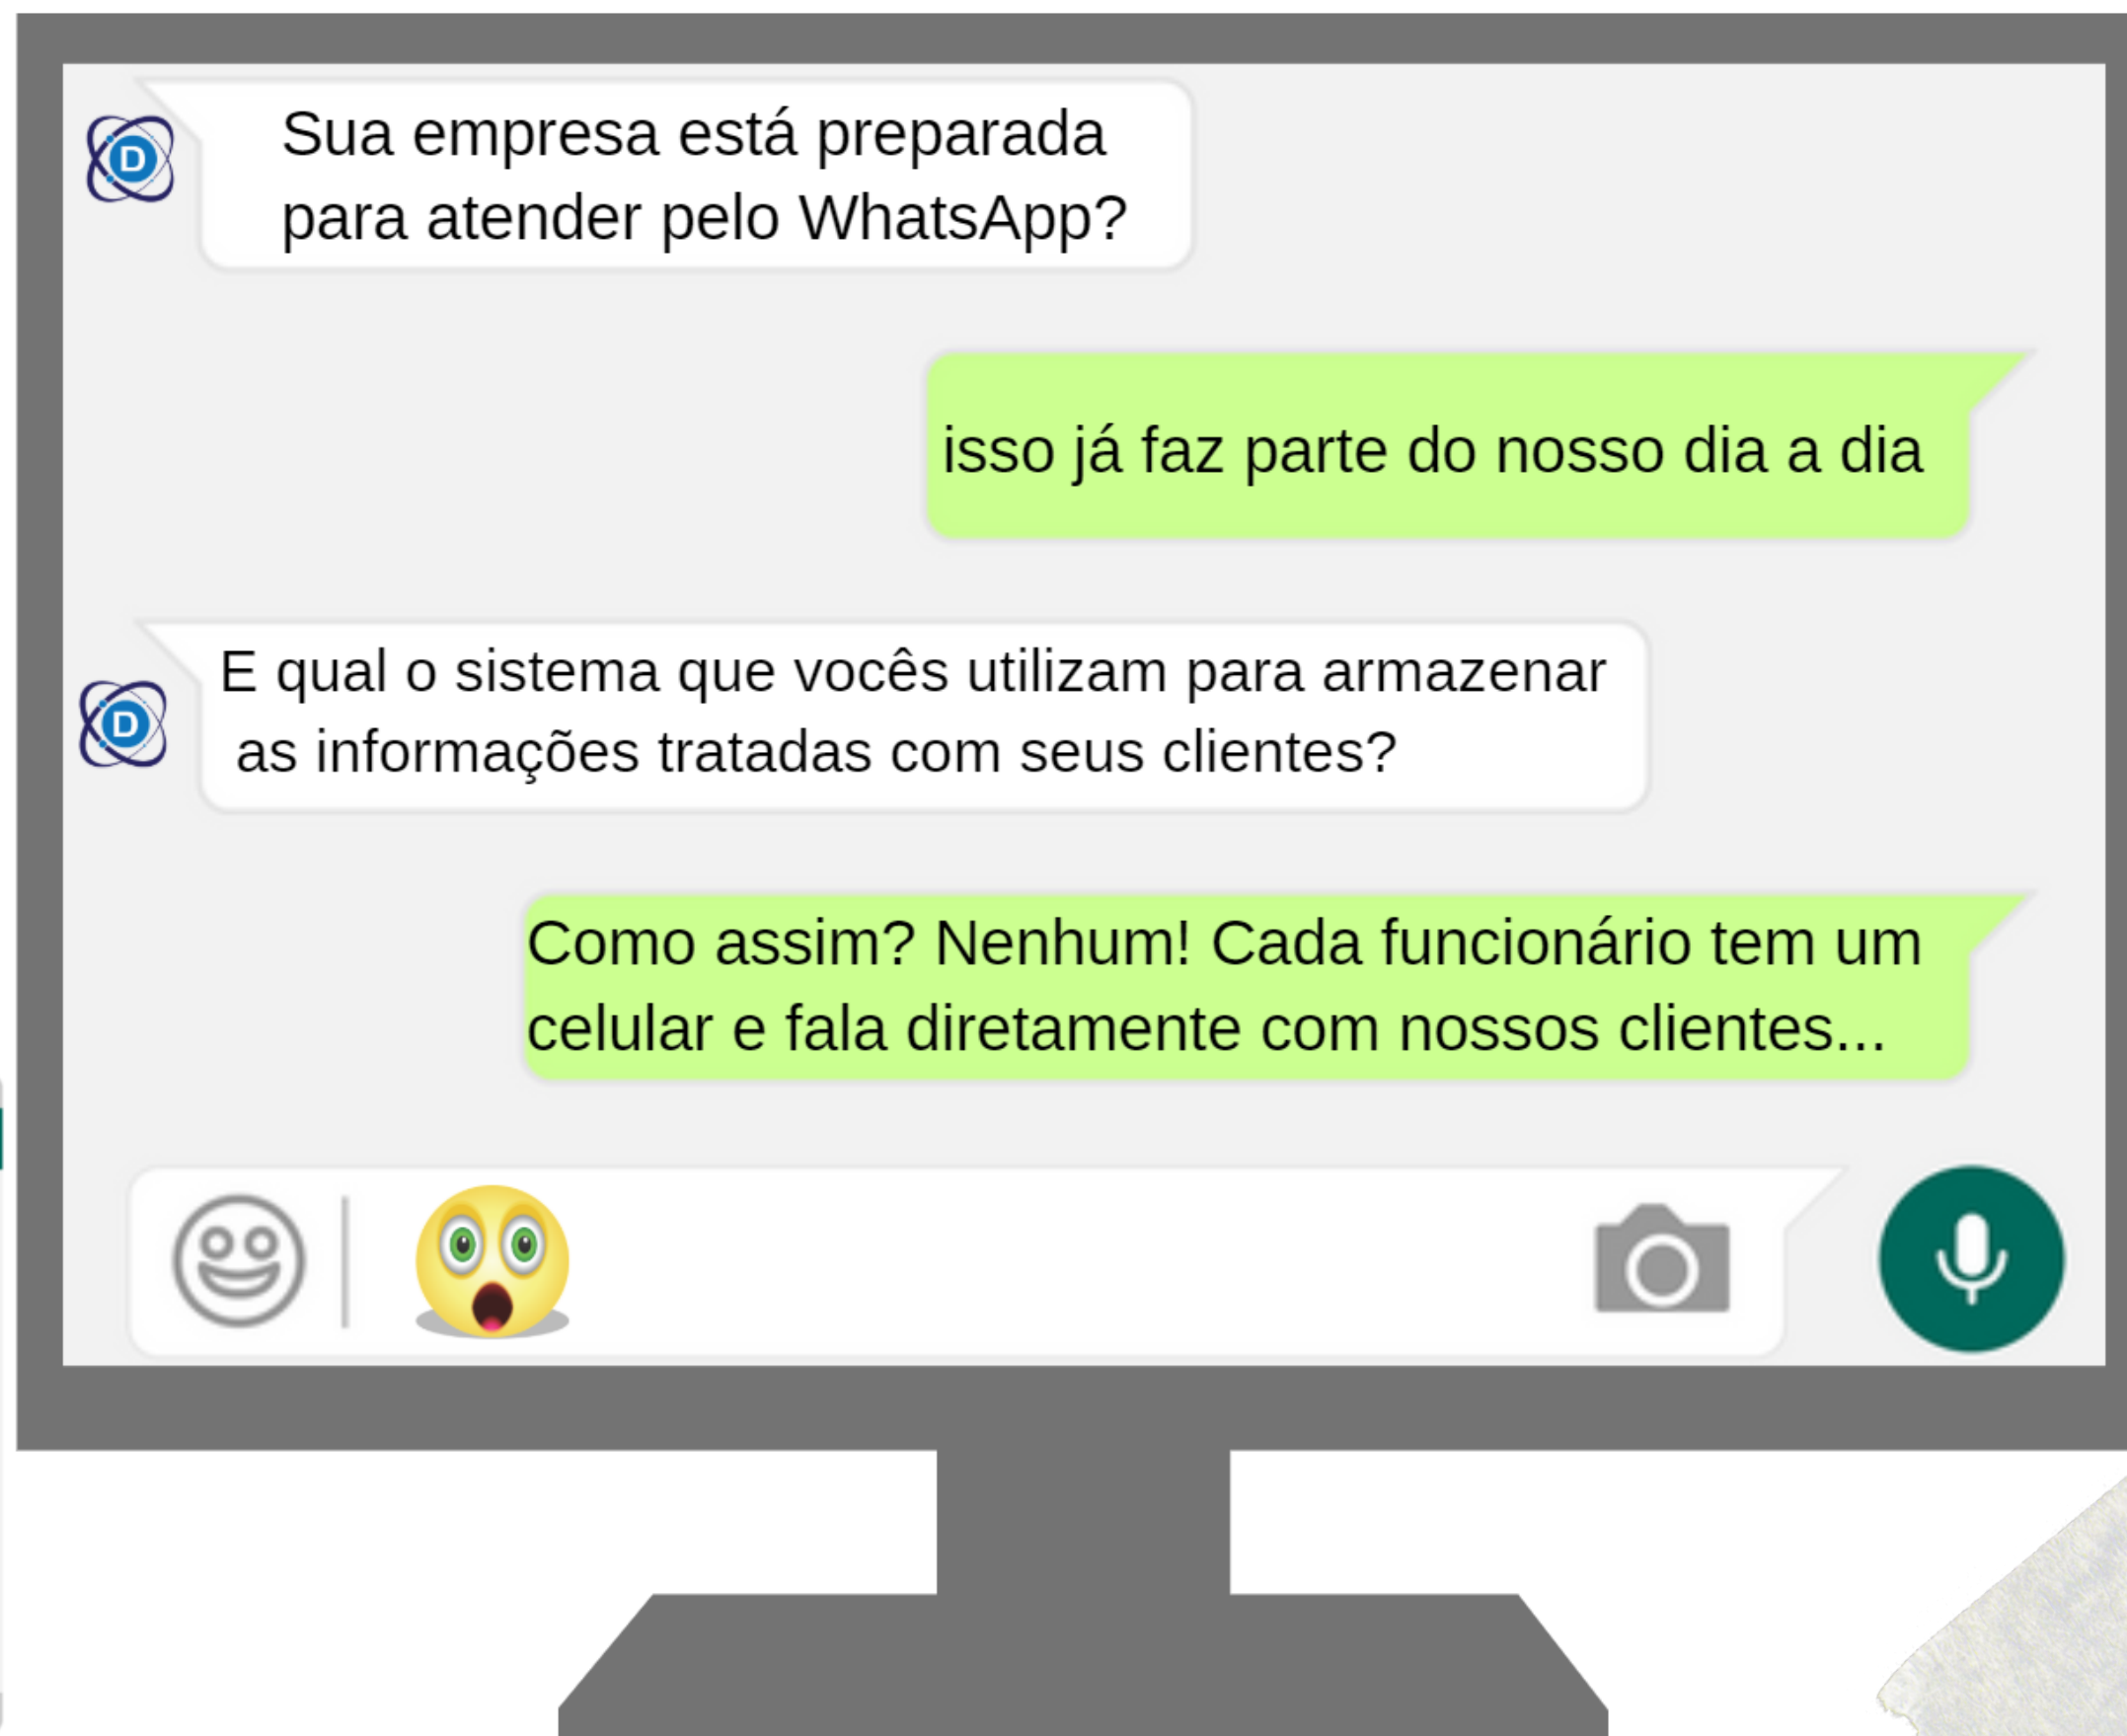 Sua empresa está preparada
para atender pelo WhatsApp?
D
isso já faz parte do nosso dia a dia
E qual o sistema que vocês utilizam para armazenar
as informações tratadas com seus clientes?
D
Como assim? Nenhum! Cada funcionário tem um
celular e fala diretamente com nossos clientes...